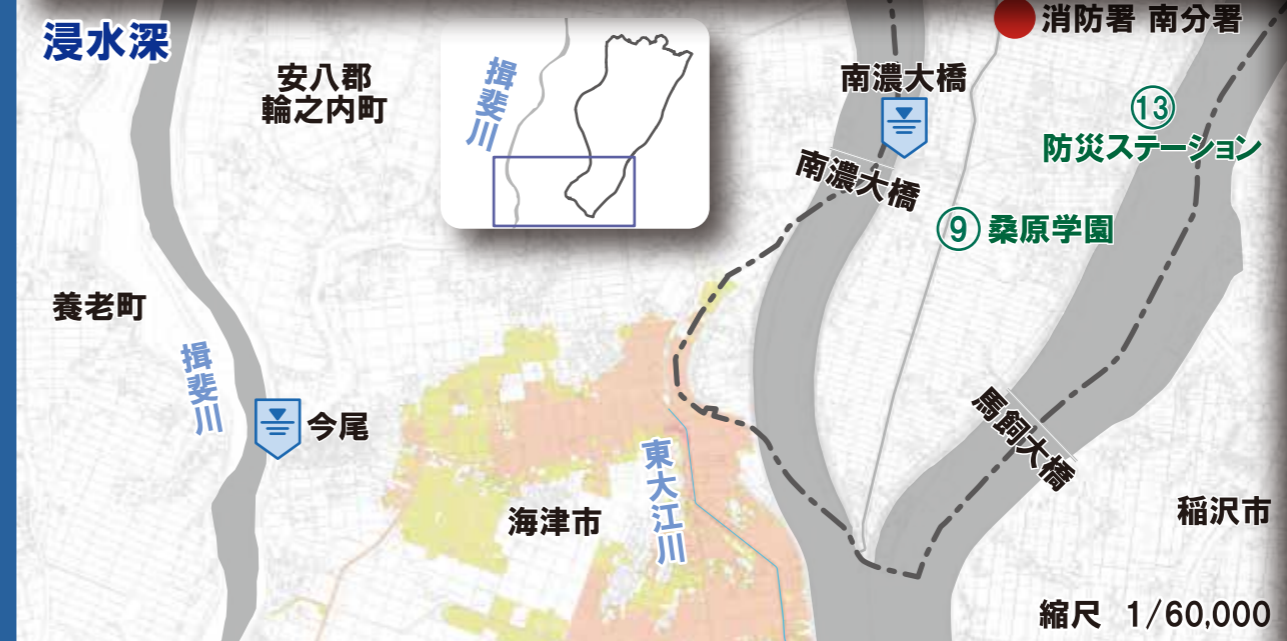 浸水深
安八郡
輪之内町
揖斐川
南濃大橋
消防署 南分署
⑬
防災ステーション
南濃大橋
⑨ 桑原学園
養老町
揖斐川
今尾
東大江川
海津市
馬飼大橋
稲沢市
縮尺 1/60,000